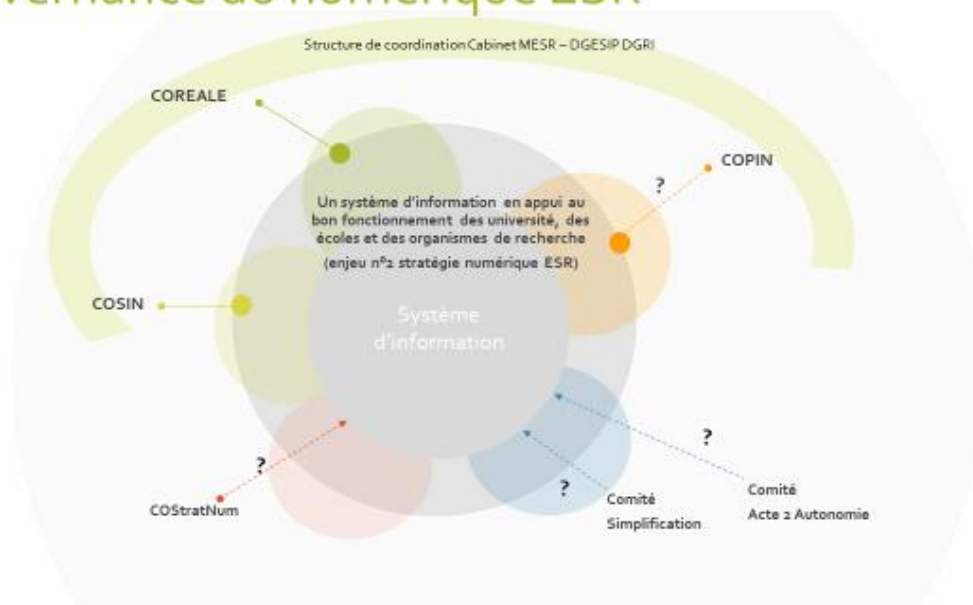 vernance du numérique ESR
Structure de coordination Cabinet MESR – DGESIP DGRI
COREALE
COPIN
?
Un système d'information en appui au
bon fonctionnement des université, des
écoles et des organismes de recherche
(enjeu n°2 stratégie numérique ESR)
COSIN
Système
d'information
?
?
?
COStratNum
Comité
Simplification
Comité
Acte 2 Autonomie